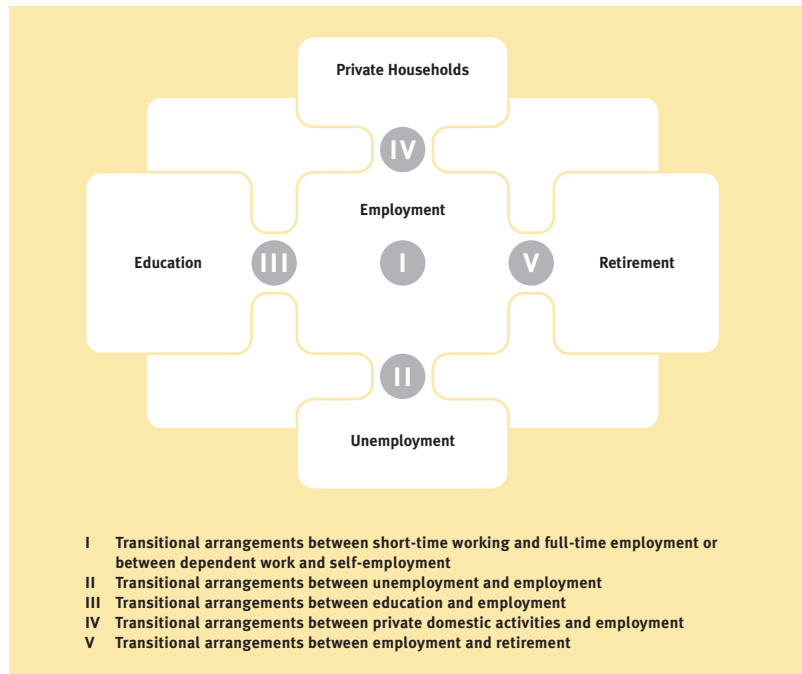 Private Households
IV
Employment
Education
III
I
V
Retirement
II
Unemployment
I Transitional arrangements between short-time working and full-time employment or
between dependent work and self-employment
II Transitional arrangements between unemployment and employment
III Transitional arrangements between education and employment
IV Transitional arrangements between private domestic activities and employment
V Transitional arrangements between employment and retirement